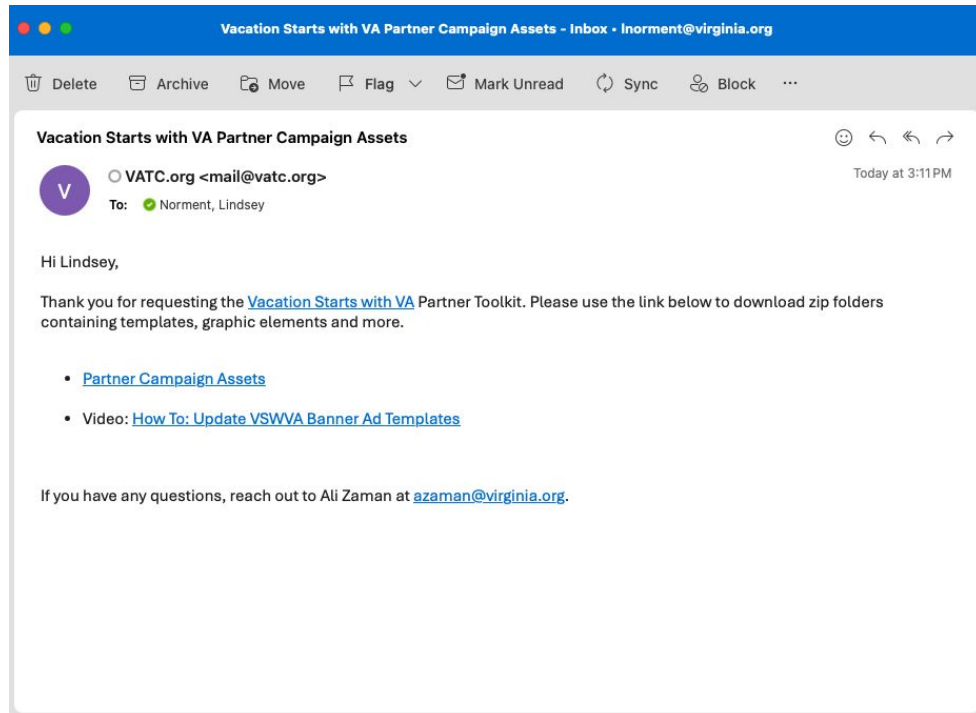 Vacation Starts with VA Partner Campaign Assets - Inbox • lnorment@virginia.org
Delete Archive Move Flag Mark Unread Sync Block ...
Vacation Starts with VA Partner Campaign Assets
V
VATC.org <mail@vatc.org>
Today at 3:11 PM
To: Norment, Lindsey
Hi Lindsey,
Thank you for requesting the Vacation Starts with VA Partner Toolkit. Please use the link below to download zip folders
containing templates, graphic elements and more.
• Partner Campaign Assets
• Video: How To: Update VSWVA Banner Ad Templates
If you have any questions, reach out to Ali Zaman at azaman@virginia.org.